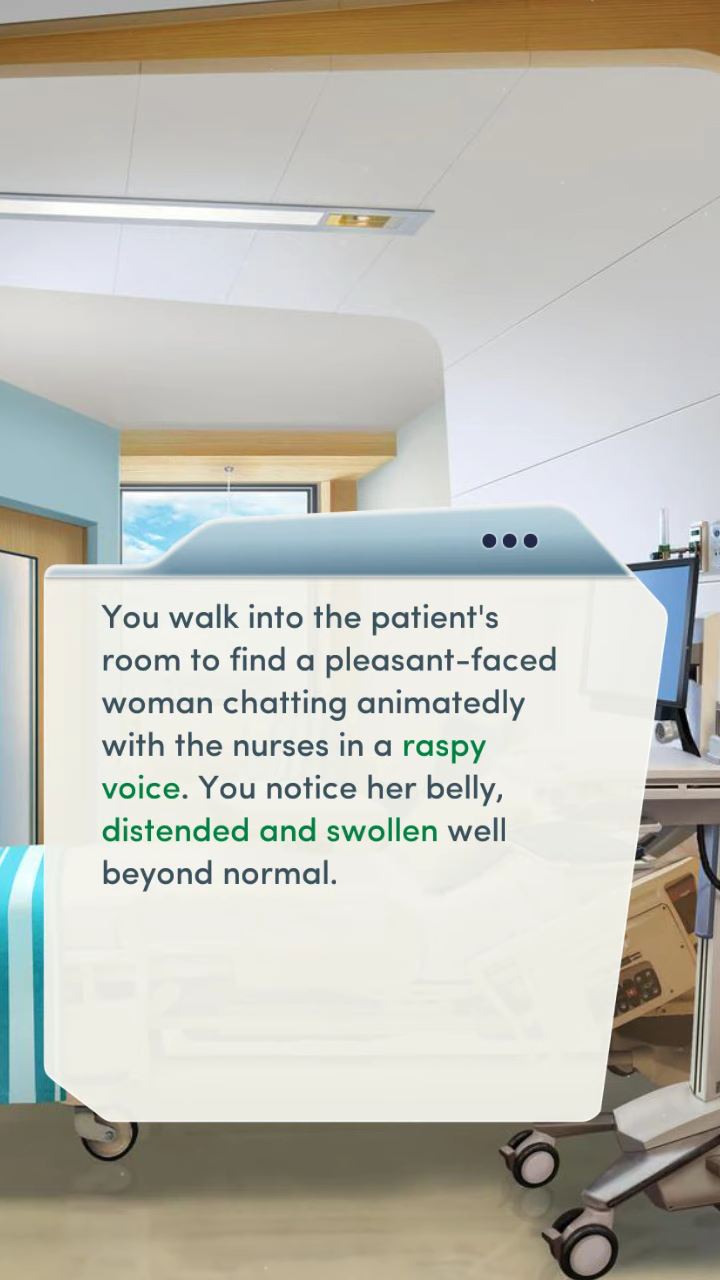 You walk into the patient's
room to find a pleasant-faced
woman chatting animatedly
with the nurses in a raspy
voice. You notice her belly,
distended and swollen well
beyond normal.